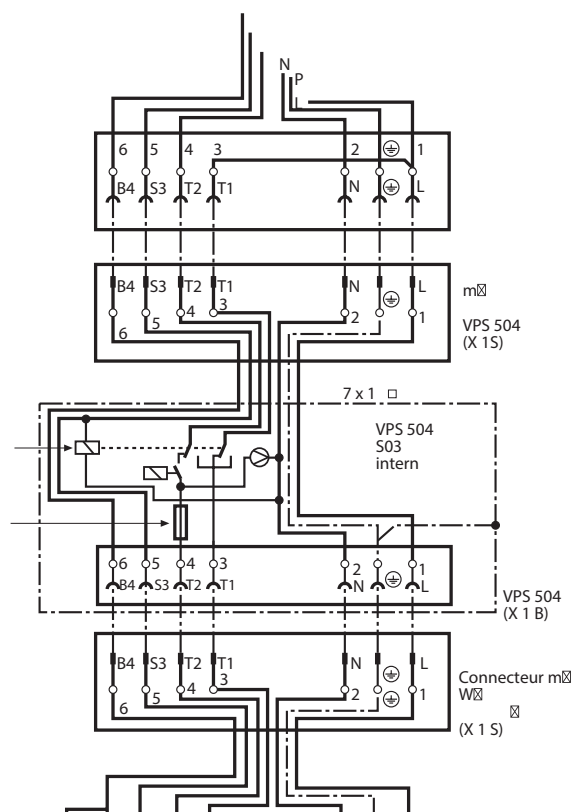 N
P
L
6 5 4 3 2 1
B4 S3 T2 T1 N L
B4 S3 T2 T1 N L
6 5 4 3 2 1
m
VPS 504
(X 1S)
7 x 1
VPS 504
S03
intern
6 5 4 3 2 1
B4 S3 T2 T1 N L
VPS 504
(X 1 B)
B4 S3 T2 T1 N L
6 5 4 3 2 1
Connecteur m
W
(X 1 S)